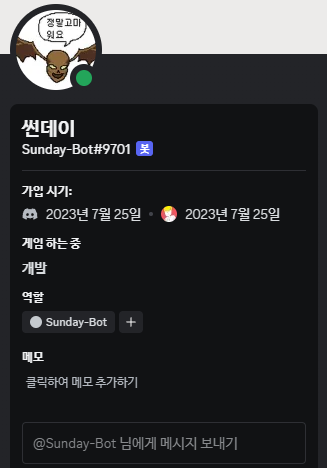 정말고마
워요
썬데이
Sunday-Bot#9701 봇
가입 시기:
2023년 7월 25일 • 2023년 7월 25일
게임 하는 중
개발
역할
Sunday-Bot +
메모
클릭하여 메모 추가하기
@Sunday-Bot 님에게 메시지 보내기